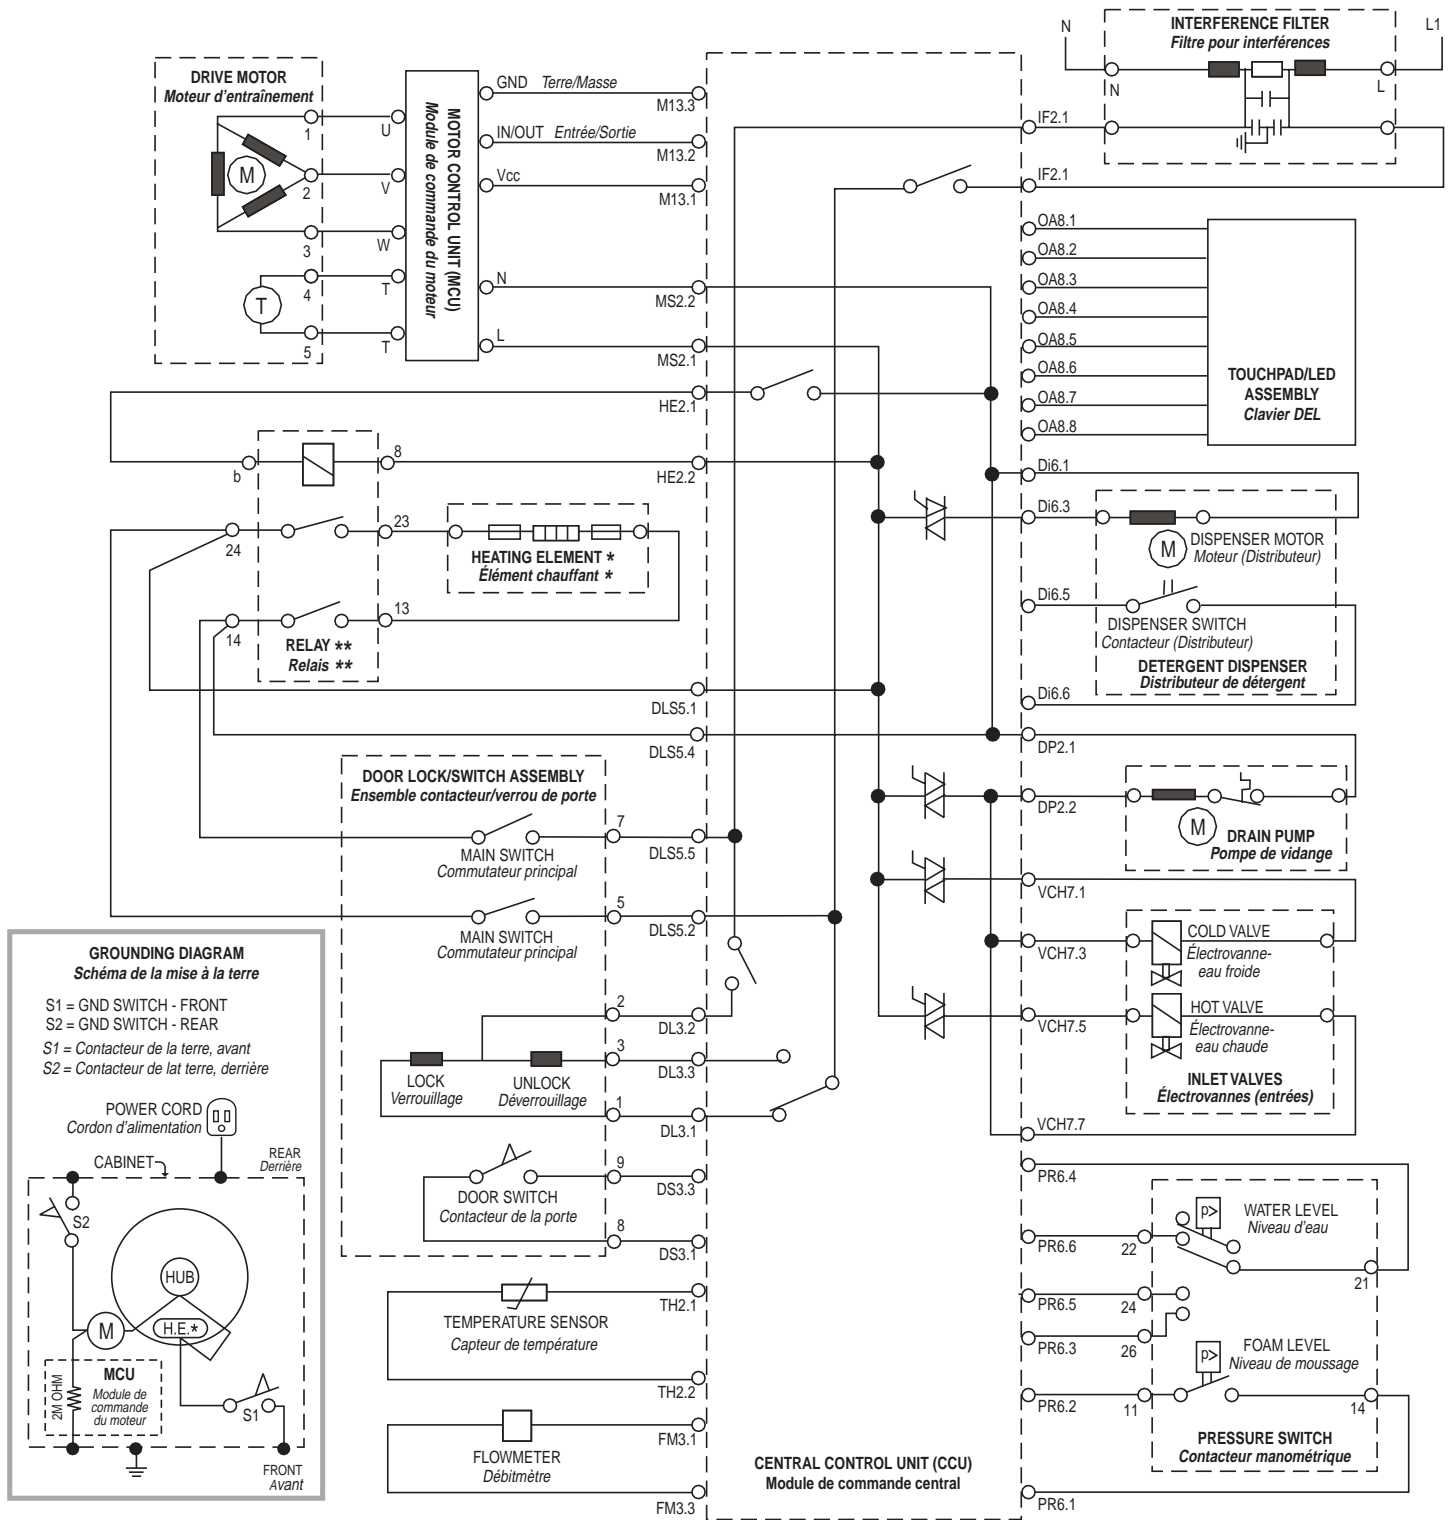 N
INTERFERENCE FILTER
Filtre pour interférences
L1
N
L
DRIVE MOTOR
Moteur d'entraînement
1
M
2
3
4
T
5
U
V
W
T
T
MOTOR CONTROL UNIT (MCU)
Module de commande du moteur
GND Terre/Masse
M13.3
IN/OUT Entrée/Sortie
M13.2
Vcc
M13.1
N
MS2.2
L
MS2.1
HE2.1
HE2.2
IF2.1
IF2.1
OA8.1
OA8.2
OA8.3
OA8.4
OA8.5
OA8.6
OA8.7
OA8.8
TOUCHPAD/LED
ASSEMBLY
Clavier DEL
b
8
24
23
HEATING ELEMENT *
Élément chauffant *
14
13
RELAY **
Relais **
DLS5.1
DLS5.4
Di6.1
Di6.3
M
DISPENSER MOTOR
Moteur (Distributeur)
Di6.5
DISPENSER SWITCH
Contacteur (Distributeur)
DETERGENT DISPENSER
Distributeur de détergent
Di6.6
DP2.1
DP2.2
M
DRAIN PUMP
Pompe de vidange
DOOR LOCK/SWITCH ASSEMBLY
Ensemble contacteur/verrou de porte
7
MAIN SWITCH
Commutateur principal
DLS5.5
5
MAIN SWITCH
Commutateur principal
DLS5.2
2
DL3.2
3
DL3.3
LOCK
Verrouillage
UNLOCK
Déverrouillage
1
DL3.1
9
DS3.3
DOOR SWITCH
Contacteur de la porte
8
DS3.1
VCH7.1
COLD VALVE
Électrovanne-
eau froide
VCH7.3
HOT VALVE
Électrovanne-
eau chaude
VCH7.5
INLET VALVES
Électrovannes (entrées)
VCH7.7
GROUNDING DIAGRAM
Schéma de la mise à la terre
S1 = GND SWITCH - FRONT
S2 = GND SWITCH - REAR
S1 = Contacteur de la terre, avant
S2 = Contacteur de lat terre, derrière
POWER CORD
Cordon d'alimentation
CABINET
REAR
Derrière
S2
HUB
M
H.E.*
MCU
Module de
commande
du moteur
2M OHM
S1
FRONT
Avant
TEMPERATURE SENSOR
Capteur de température
TH2.1
TH2.2
FM3.1
FLOWMETER
Débitmètre
FM3.3
CENTRAL CONTROL UNIT (CCU)
Module de commande central
PR6.4
p>
WATER LEVEL
Niveau d'eau
PR6.6
22
21
PR6.5
24
PR6.3
26
p>
FOAM LEVEL
Niveau de moussage
PR6.2
11
14
PRESSURE SWITCH
Contacteur manométrique
PR6.1